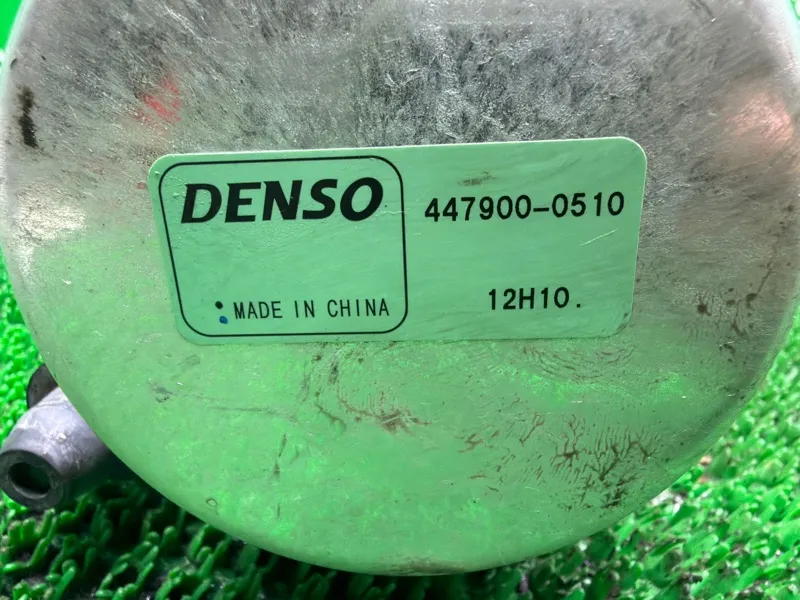 DENSO
447900-0510
MADE IN CHINA
12H10.